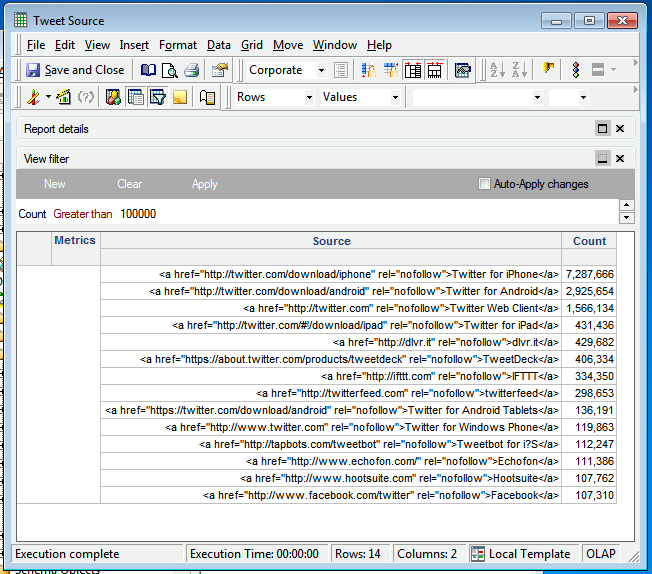 Tweet Source
File Edit View Insert Format Data Grid Move Window Help
Save and Close Corporate
Rows Values
Report details
View filter
New Clear Apply Auto-Apply changes
Count Greater than 100000
Metrics Source Count
<a href="http://twitter.com/download/iphone" rel="nofollow">Twitter for iPhone</a> 7,287,666
<a href="http://twitter.com/download/android" rel="nofollow">Twitter for Android</a> 2,925,654
<a href="http://twitter.com" rel="nofollow">Twitter Web Client</a> 1,566,134
<a href="http://twitter.com/#!/download/ipad" rel="nofollow">Twitter for iPad</a> 431,436
<a href="http://dlvr.it" rel="nofollow">dlvr.it</a> 429,682
<a href="https://about.twitter.com/products/tweetdeck" rel="nofollow">TweetDeck</a> 406,334
<a href="http://ifttt.com" rel="nofollow">IFTTT</a> 334,350
<a href="http://twitterfeed.com" rel="nofollow">twitterfeed</a> 298,653
<a href="https://twitter.com/download/android" rel="nofollow">Twitter for Android Tablets</a> 136,191
<a href="http://www.twitter.com" rel="nofollow">Twitter for Windows Phone</a> 119,863
<a href="http://tapbots.com/tweetbot" rel="nofollow">Tweetbot for i?S</a> 112,247
<a href="http://www.echofon.com/" rel="nofollow">Echofon</a> 111,386
<a href="http://www.hootsuite.com" rel="nofollow">Hootsuite</a> 107,762
<a href="http://www.facebook.com/twitter" rel="nofollow">Facebook</a> 107,310
Execution complete Execution Time: 00:00:00 Rows: 14 Columns: 2 Local Template OLAP